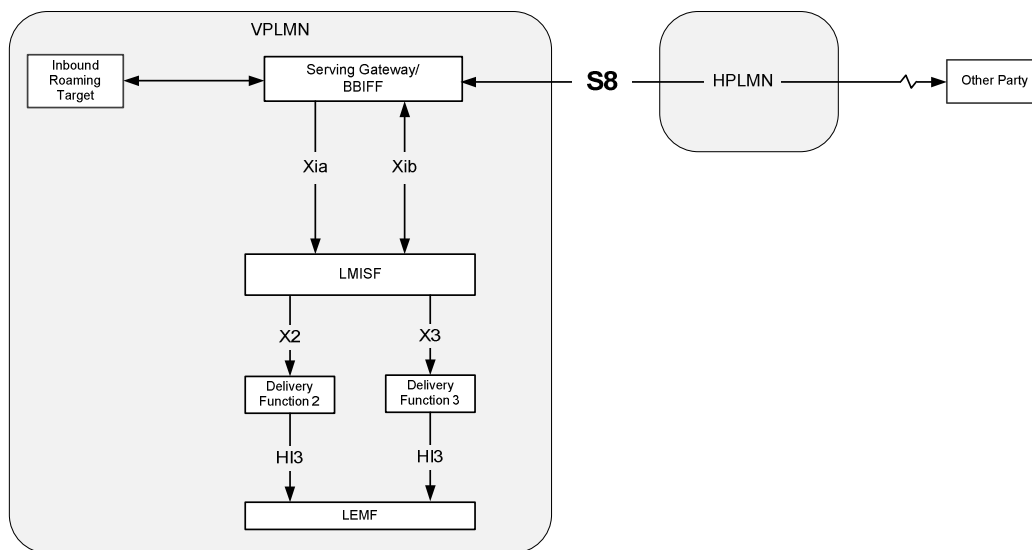 VPLMN
Inbound
Roaming
Target
Serving Gateway/
BBIFF
S8
HPLMN
Other Party
Xia
Xib
LMISF
X2
X3
Delivery
Function 2
Delivery
Function 3
HI3
HI3
LEMF